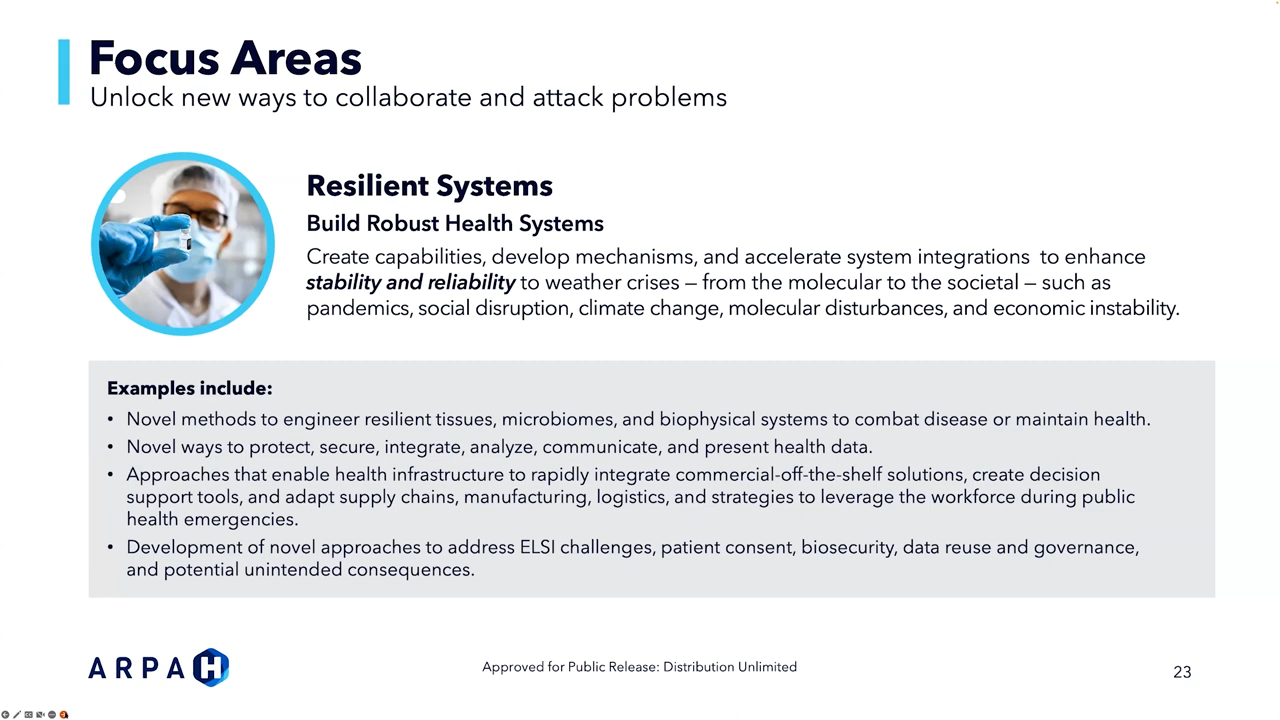 Focus Areas
Unlock new ways to collaborate and attack problems
Resilient Systems
Build Robust Health Systems
Create capabilities, develop mechanisms, and accelerate system integrations to enhance
stability and reliability to weather crises – from the molecular to the societal – such as
pandemics, social disruption, climate change, molecular disturbances, and economic instability.
Examples include:
• Novel methods to engineer resilient tissues, microbiomes, and biophysical systems to combat disease or maintain health.
• Novel ways to protect, secure, integrate, analyze, communicate, and present health data.
• Approaches that enable health infrastructure to rapidly integrate commercial-off-the-shelf solutions, create decision
support tools, and adapt supply chains, manufacturing, logistics, and strategies to leverage the workforce during public
health emergencies.
• Development of novel approaches to address ELSI challenges, patient consent, biosecurity, data reuse and governance,
and potential unintended consequences.
ARPA H
Approved for Public Release: Distribution Unlimited
23